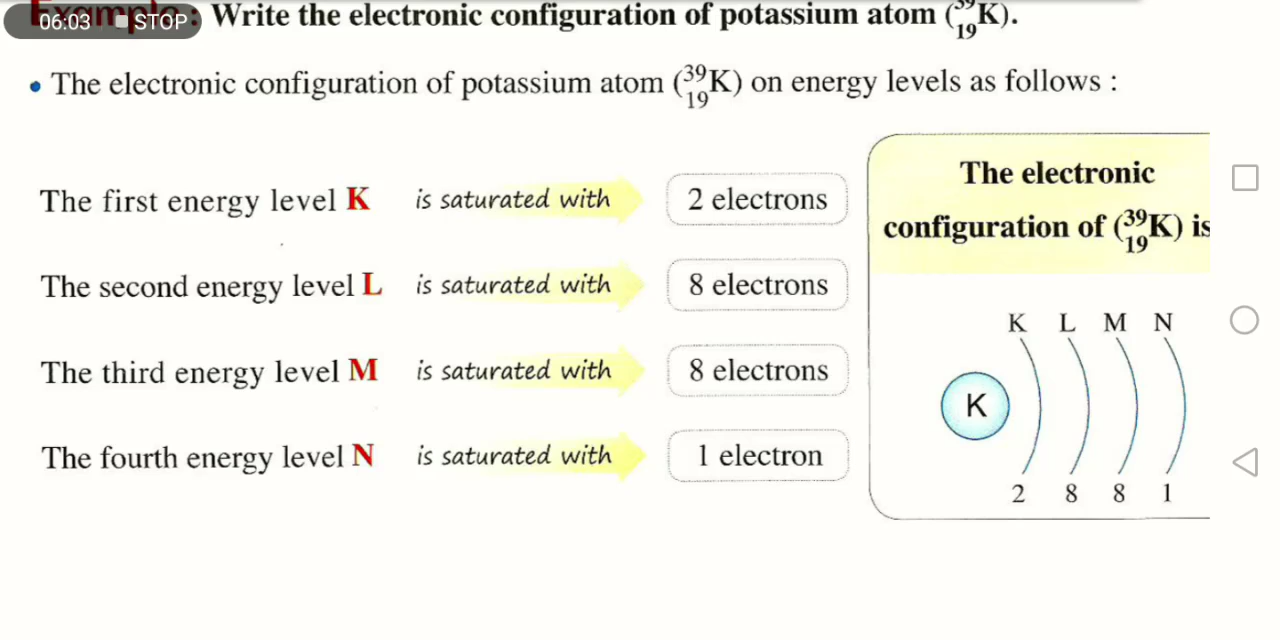 Example : Write the electronic configuration of potassium atom (³⁹₁₉K).
06:03 STOP
• The electronic configuration of potassium atom (³⁹₁₉K) on energy levels as follows :
The first energy level K is saturated with 2 electrons
The second energy level L is saturated with 8 electrons
The third energy level M is saturated with 8 electrons
The fourth energy level N is saturated with 1 electron
The electronic
configuration of (³⁹₁₉K) is
K L M N
K
2 8 8 1